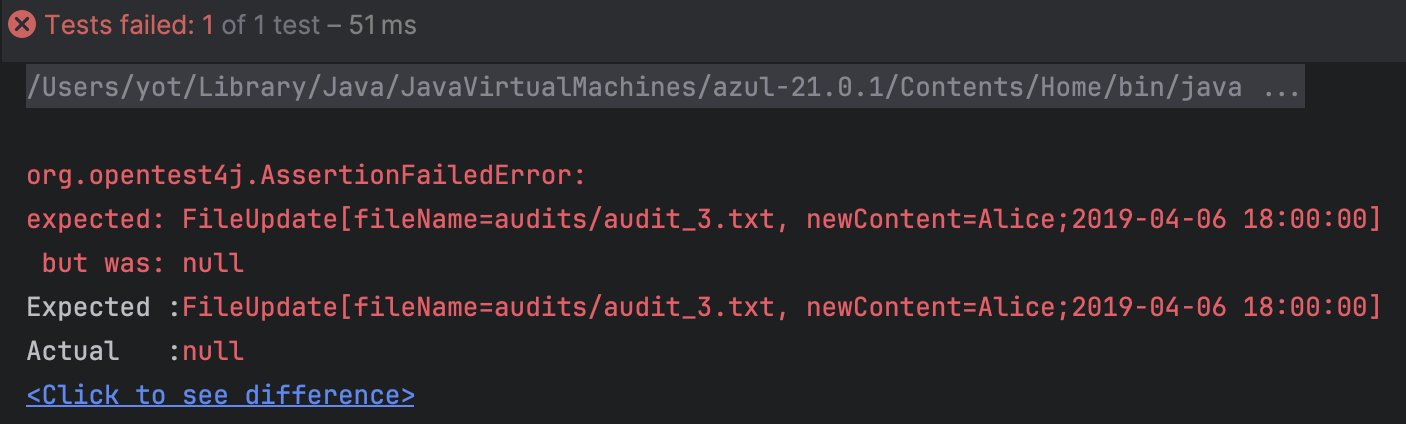 Tests failed: 1 of 1 test – 51 ms
/Users/yot/Library/Java/JavaVirtualMachines/azul-21.0.1/Contents/Home/bin/java ...
org.opentest4j.AssertionFailedError:
expected: FileUpdate[fileName=audits/audit_3.txt, newContent=Alice;2019-04-06 18:00:00]
but was: null
Expected :FileUpdate[fileName=audits/audit_3.txt, newContent=Alice;2019-04-06 18:00:00]
Actual   :null
<Click to see difference>